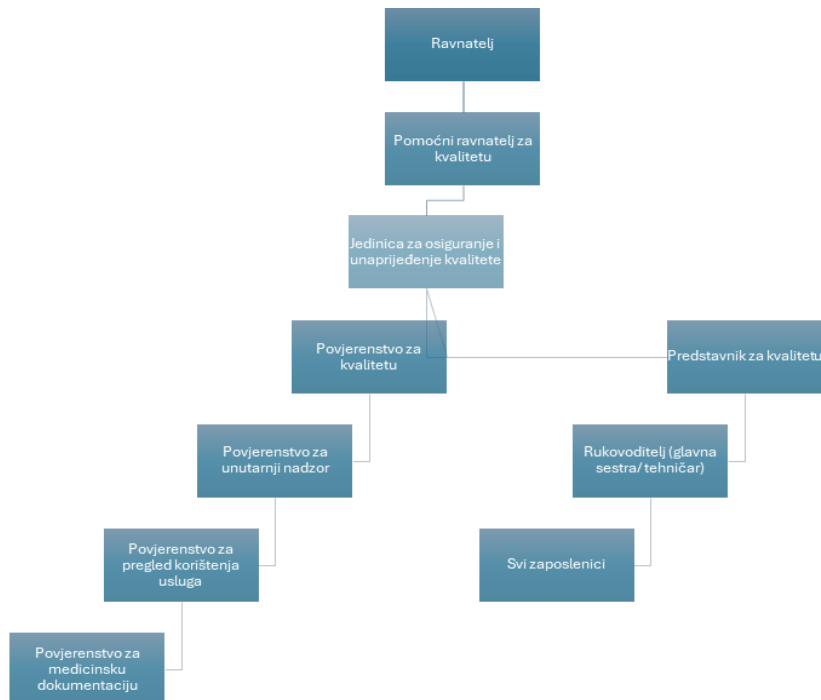 Ravnatelj
Pomoćni ravnatelj za
kvalitetu
Jedinica za osiguranje i
unaprijeđenje kvalitete
Povjerenstvo za
kvalitetu
Predstavnik za kvalitetu
Povjerenstvo za
unutarnji nadzor
Rukovoditelj (glavna
sestra/ tehničar)
Povjerenstvo za
pregled korištenja
usluga
Svi zaposlenici
Povjerenstvo za
medicinsku
dokumentaciju